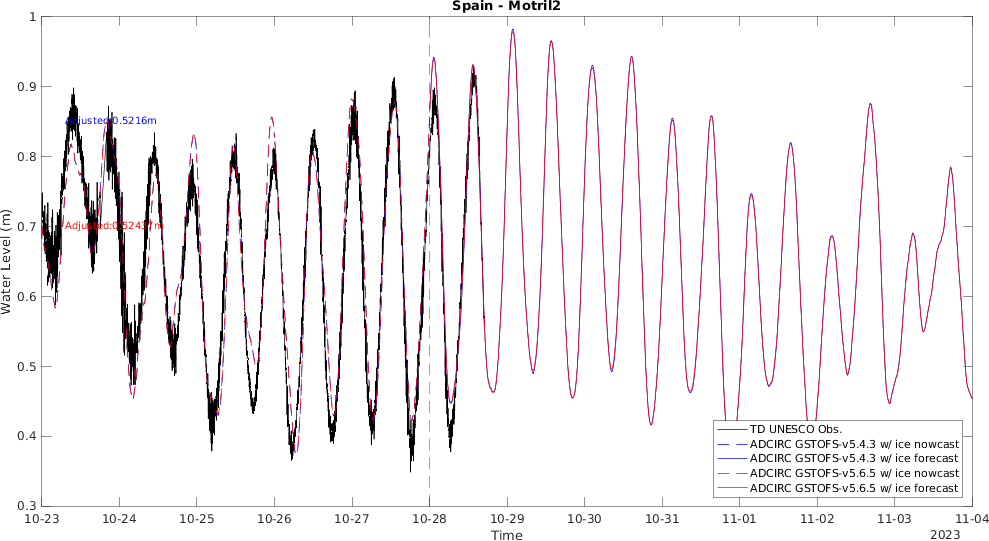 Spain - Motril2
Water Level (m)
1
0.9
0.8
0.7
0.6
0.5
0.4
0.3
Adjusted:0.5216m
Adjusted:0.52437m
TD UNESCO Obs.
ADCIRC GSTOFS-v5.4.3 w/ ice nowcast
ADCIRC GSTOFS-v5.4.3 w/ ice forecast
ADCIRC GSTOFS-v5.6.5 w/ ice nowcast
ADCIRC GSTOFS-v5.6.5 w/ ice forecast
10-23 10-24 10-25 10-26 10-27 10-28 10-29 10-30 10-31 11-01 11-02 11-03 11-04
Time
2023